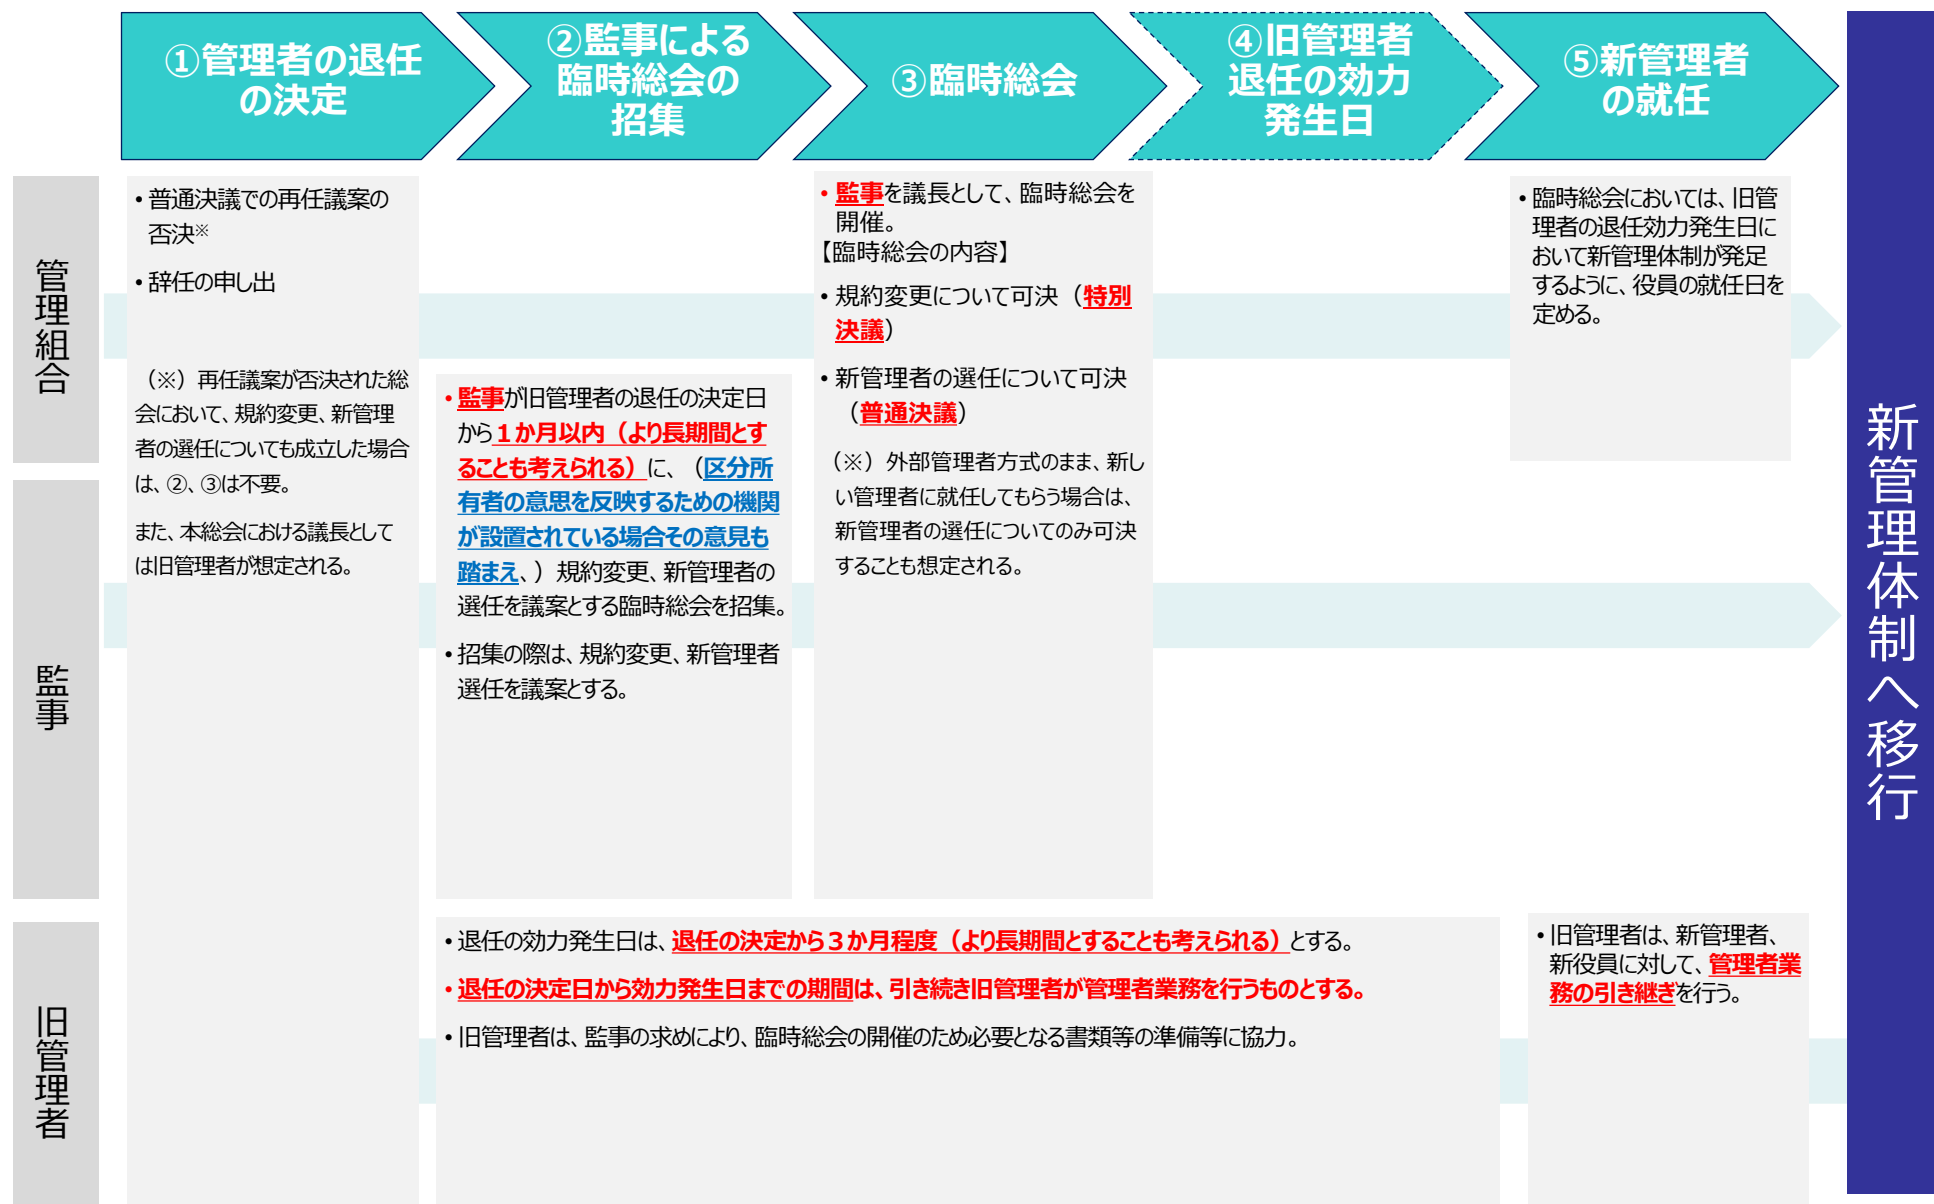 ①管理者の退任
の決定
②監事による
臨時総会の
招集
③臨時総会
④旧管理者
退任の効力
発生日
⑤新管理者
の就任
管理組合
• 普通決議での再任議案の
否決※
• 辞任の申し出
（※）再任議案が否決された総
会において、規約変更、新管理
者の選任についても成立した場合
は、②、③は不要。
また、本総会における議長として
は旧管理者が想定される。
• 監事が旧管理者の退任の決定日
から１か月以内（より長期間とす
ることも考えられる）に、（区分所
有者の意思を反映するための機関
が設置されている場合その意見も
踏まえ、）規約変更、新管理者の
選任を議案とする臨時総会を招集。
• 招集の際は、規約変更、新管理者
選任を議案とする。
• 監事を議長として、臨時総会を
開催。
【臨時総会の内容】
• 規約変更について可決（特別
決議）
• 新管理者の選任について可決
（普通決議）
（※）外部管理者方式のまま、新し
い管理者に就任してもらう場合は、
新管理者の選任についてのみ可決
することも想定される。
• 臨時総会においては、旧管
理者の退任効力発生日に
おいて新管理体制が発足
するように、役員の就任日を
定める。
監事
旧管理者
• 退任の効力発生日は、退任の決定から３か月程度（より長期間とすることも考えられる）とする。
• 退任の決定日から効力発生日までの期間は、引き続き旧管理者が管理者業務を行うものとする。
• 旧管理者は、監事の求めにより、臨時総会の開催のため必要となる書類等の準備等に協力。
• 旧管理者は、新管理者、
新役員に対して、管理者業
務の引き継ぎを行う。
新管理体制へ移行